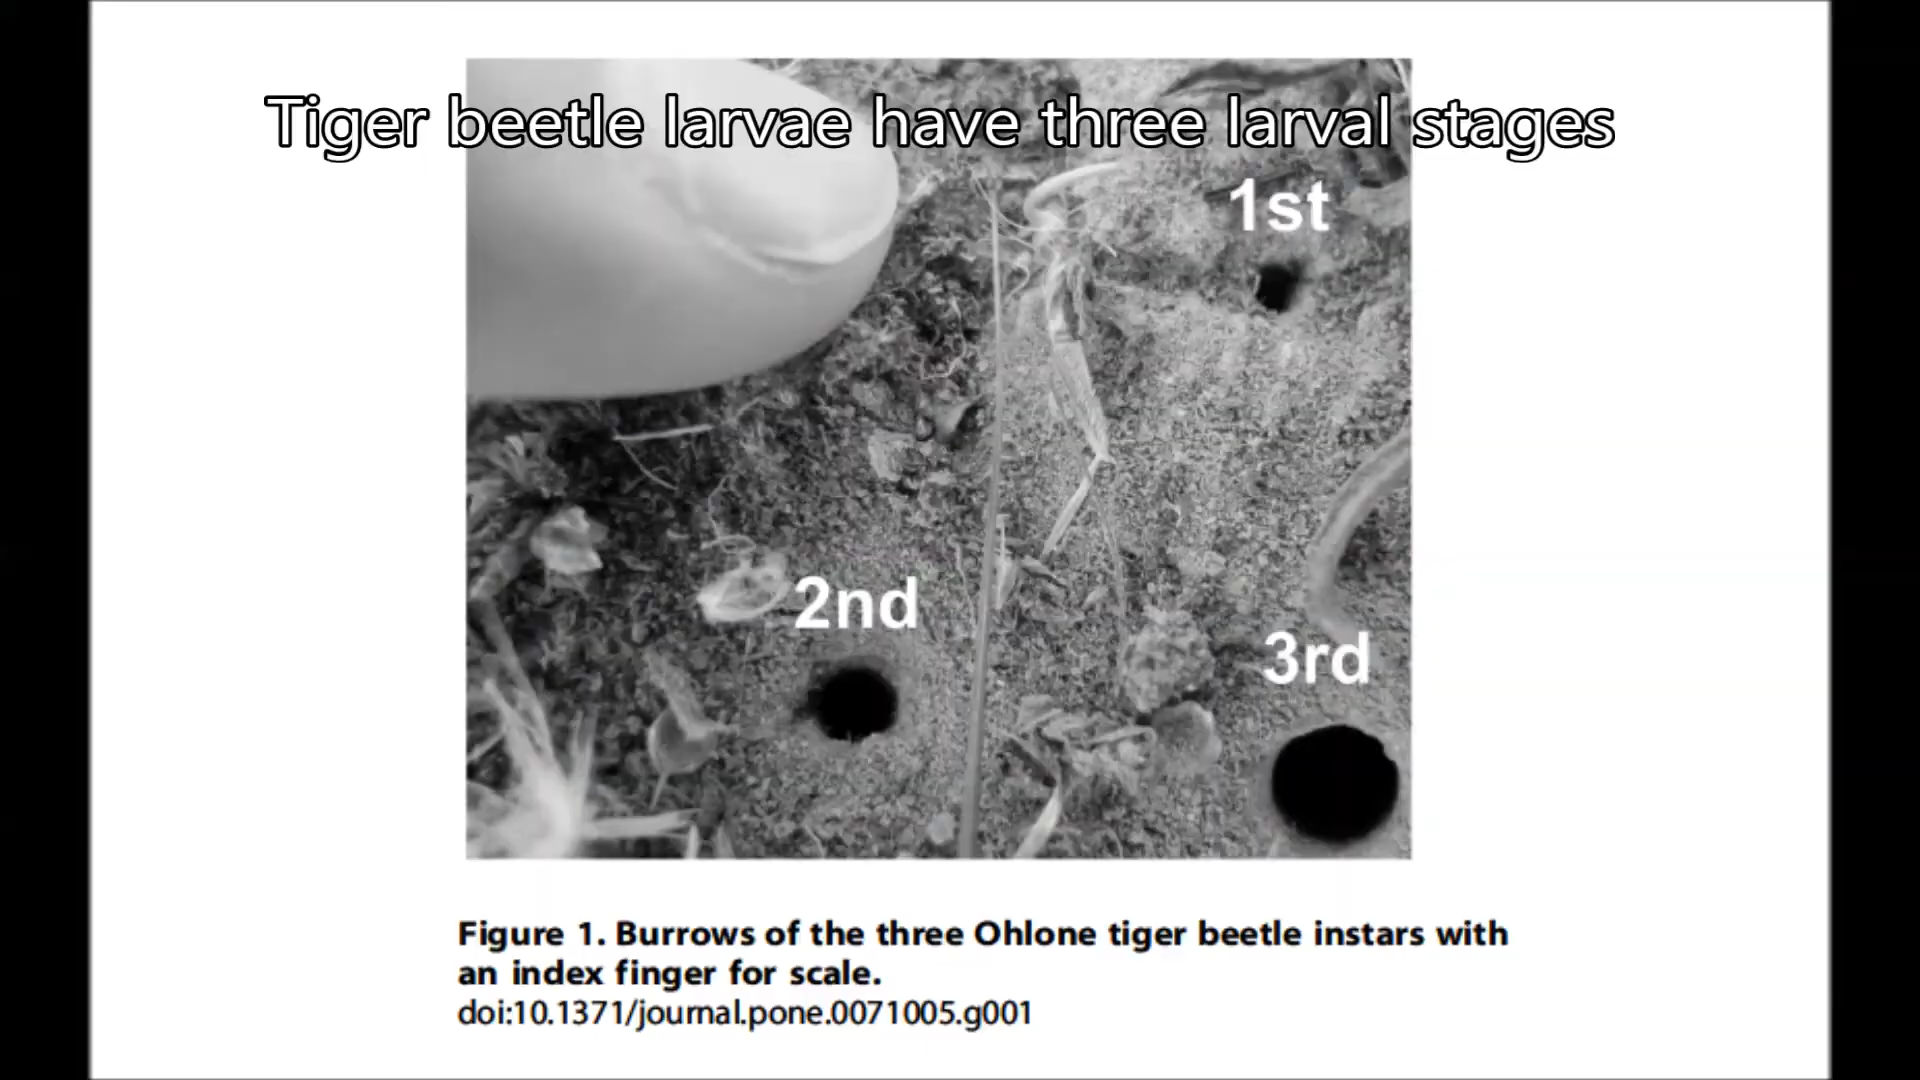 Tiger beetle larvae have three larval stages
1st
2nd
3rd
Figure 1. Burrows of the three Ohlone tiger beetle instars with
an index finger for scale.
doi:10.1371/journal.pone.0071005.g001